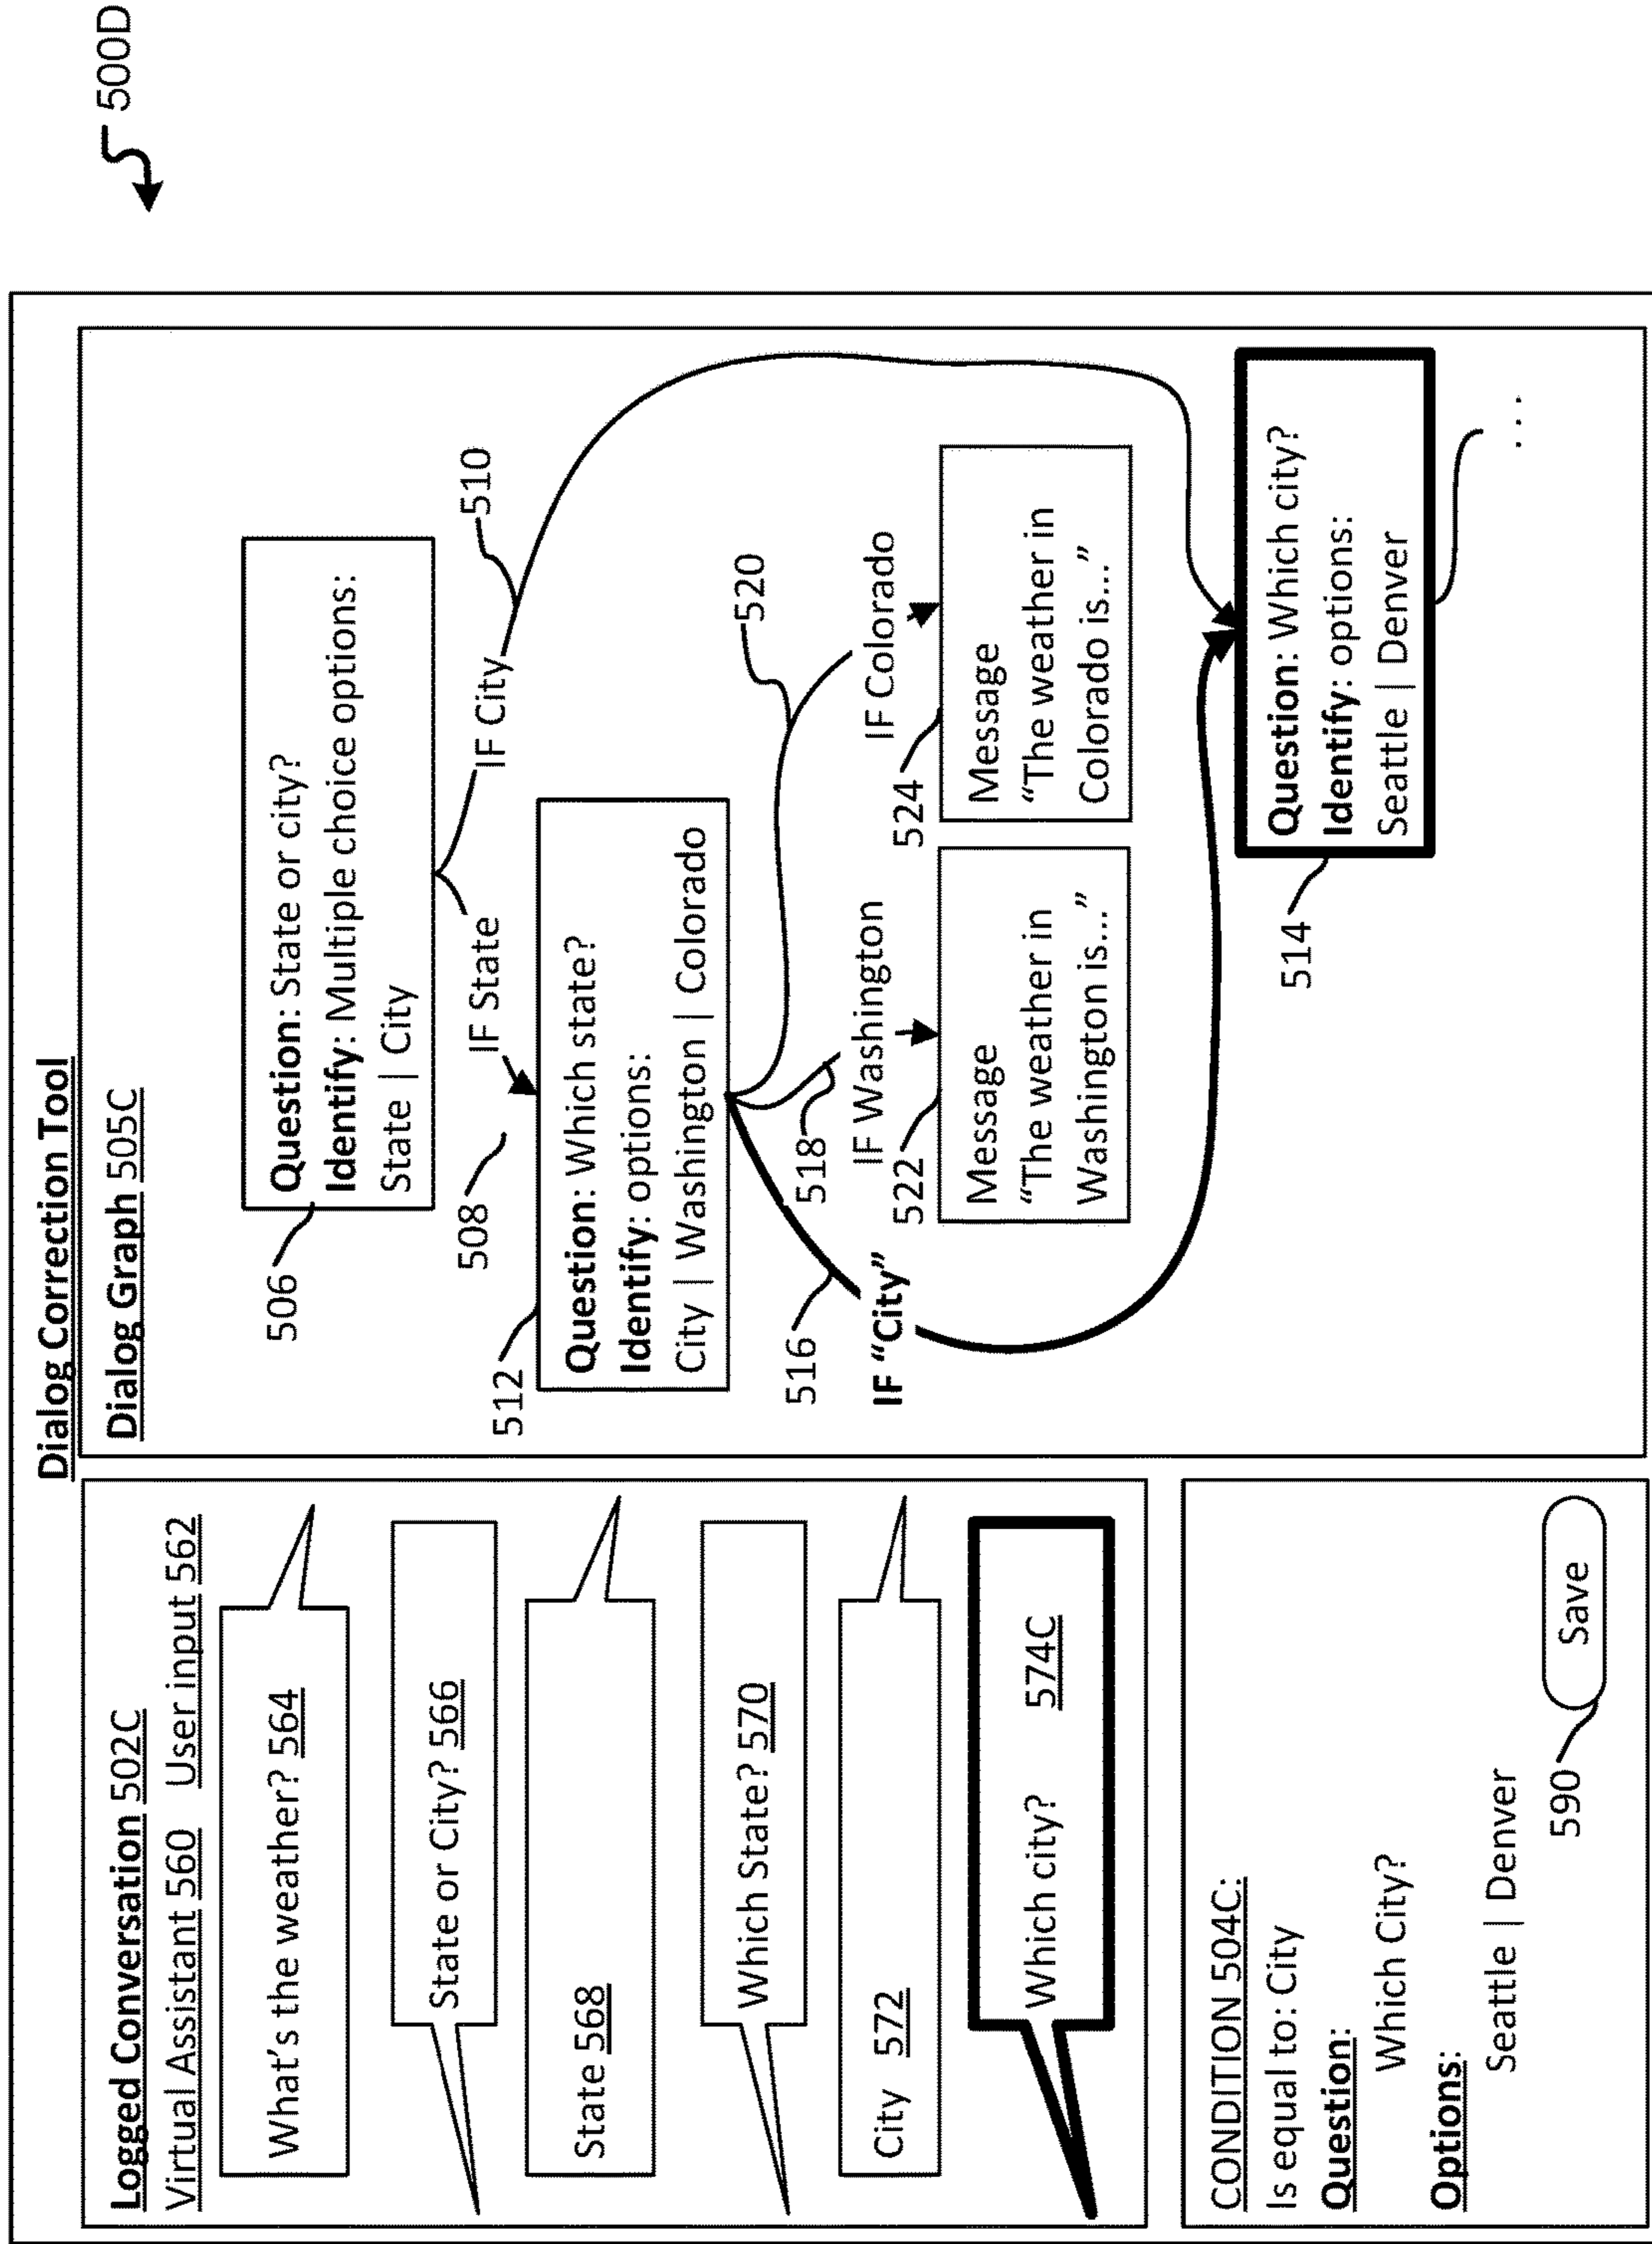 500D
Dialog Correction Tool
Logged Conversation 502C
Virtual Assistant 560 User input 562
What's the weather? 564
State or City? 566
State 568
Which State? 570
City 572
Which city? 574C
CONDITION 504C:
Is equal to: City
Question:
Which City?
Options:
Seattle | Denver
590
Save
Dialog Graph 505C
506
Question: State or city?
Identify: Multiple choice options:
State | City
508
IF State
IF City
510
512
Question: Which state?
Identify: options:
City | Washington | Colorado
516
IF "City"
518
IF Washington
520
IF Colorado
522
Message
"The weather in
Washington is..."
524
Message
"The weather in
Colorado is..."
514
Question: Which city?
Identify: options:
Seattle | Denver
...